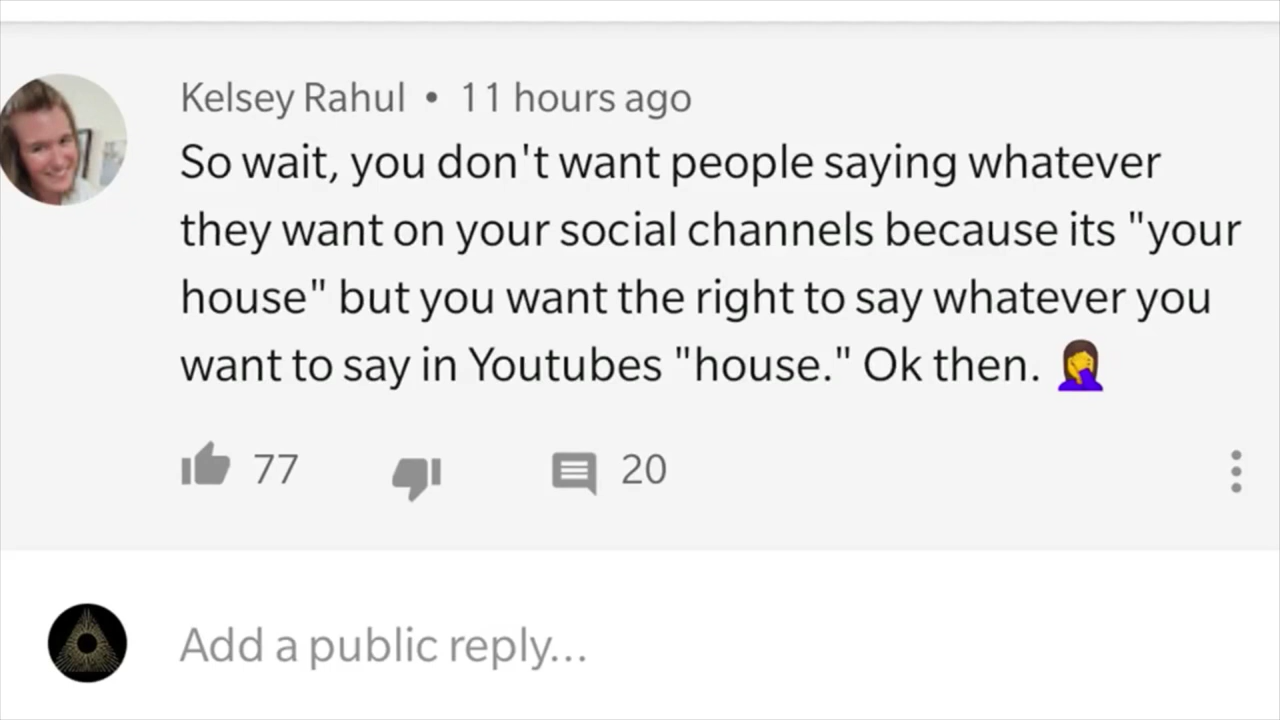 Kelsey Rahul • 11 hours ago
So wait, you don't want people saying whatever
they want on your social channels because its "your
house" but you want the right to say whatever you
want to say in Youtubes "house." Ok then. 🤦‍♀️
77 20
Add a public reply...